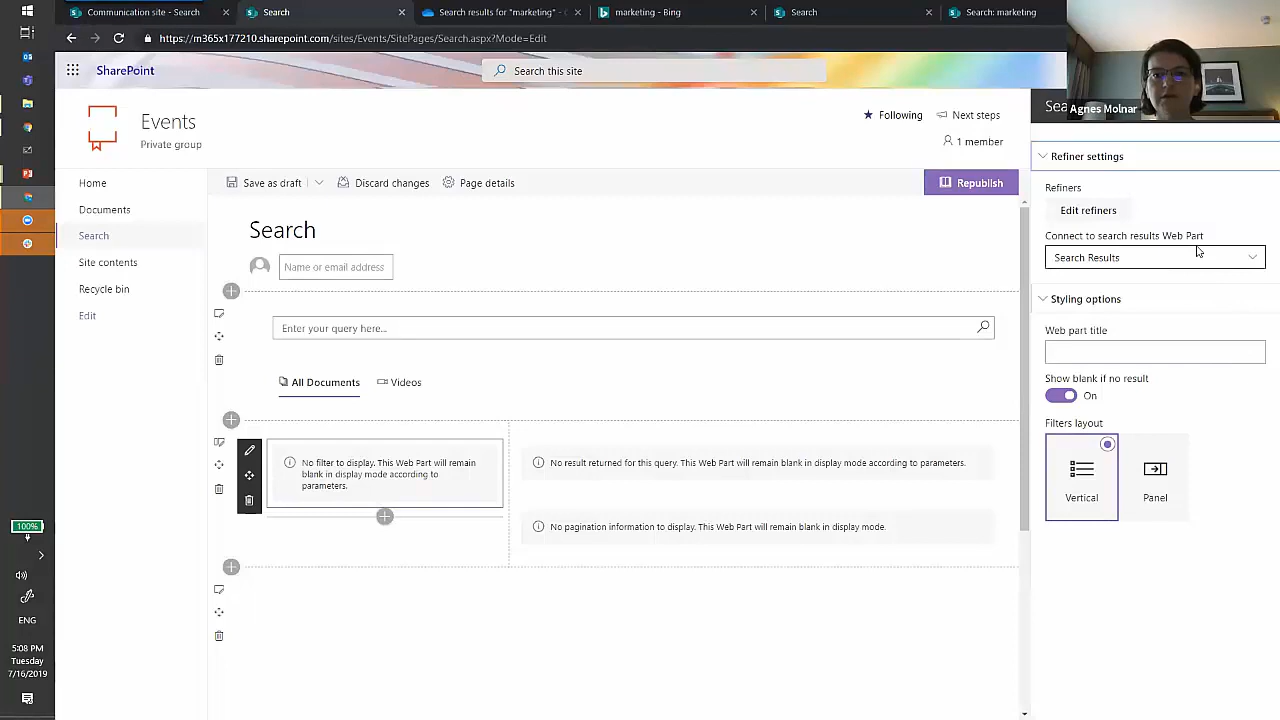 Communication site - Search
Search
Search results for "marketing" -
marketing - Bing
Search
Search: marketing
https://m365x177210.sharepoint.com/sites/Events/SitePages/Search.aspx?Mode=Edit
SharePoint
Search this site
Agnes Molnar
Events
Private group
Following
Next steps
1 member
Home
Documents
Search
Site contents
Recycle bin
Edit
Save as draft
Discard changes
Page details
Republish
Search
Name or email address
Enter your query here...
All Documents
Videos
No filter to display. This Web Part will remain
blank in display mode according to
parameters.
No result returned for this query. This Web Part will remain blank in display mode according to parameters.
No pagination information to display. This Web Part will remain blank in display mode.
Refiner settings
Refiners
Edit refiners
Connect to search results Web Part
Search Results
Styling options
Web part title
Show blank if no result
On
Filters layout
Vertical
Panel
100%
ENG
5:08 PM
Tuesday
7/16/2019